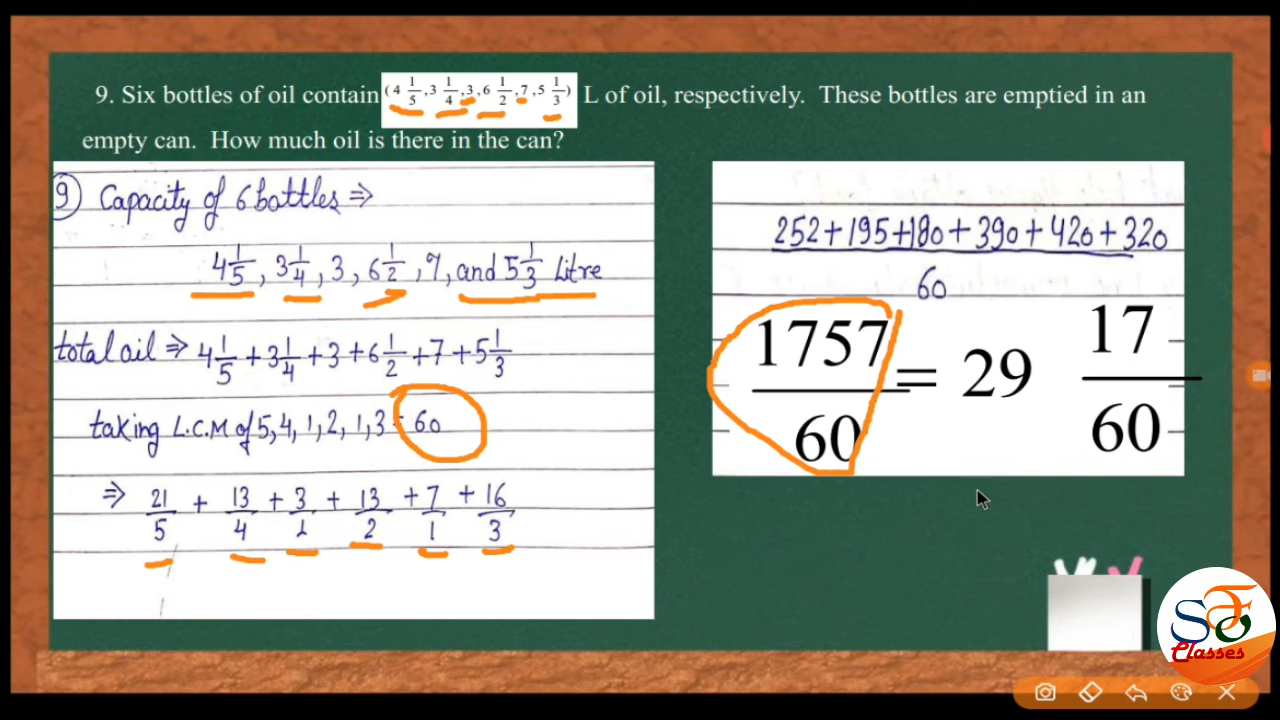 9. Six bottles of oil contain (4 1/5, 3 1/4, 3, 6 1/2, 7, 5 1/3) L of oil, respectively. These bottles are emptied in an
empty can. How much oil is there in the can?
9) Capacity of 6 bottles ⇒
4 1/5, 3 1/4, 3, 6 1/2, 7, and 5 1/3 Litre
total oil ⇒ 4 1/5 + 3 1/4 + 3 + 6 1/2 + 7 + 5 1/3
taking L.C.M of 5, 4, 1, 2, 1, 3 = 60
⇒ 21/5 + 13/4 + 3/1 + 13/2 + 7/1 + 16/3
252+195+180+390+420+320
60
1757/60 = 29 17/60
SFS
Classes